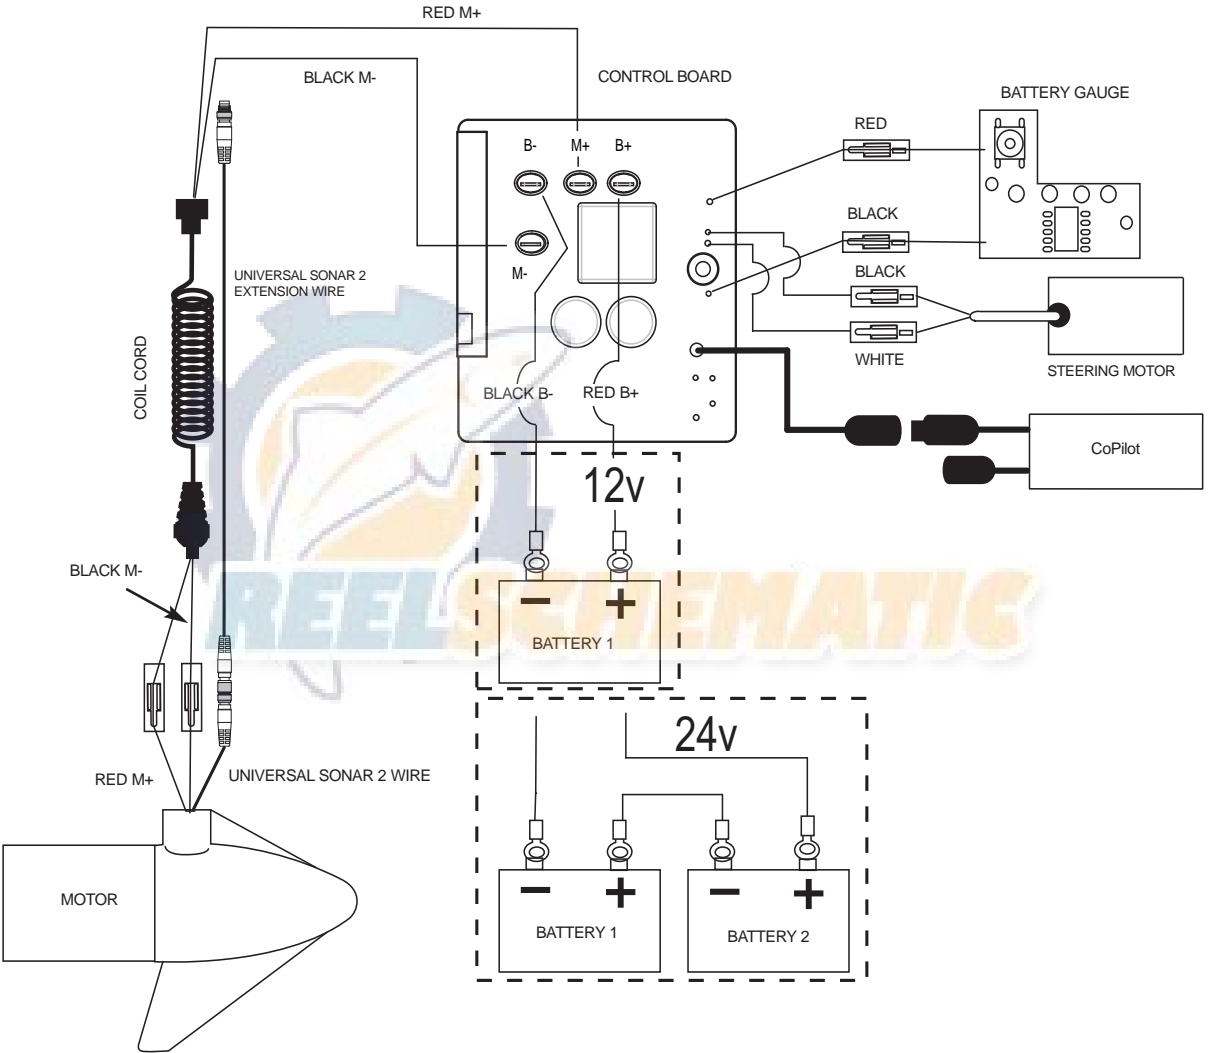 RED M+
BLACK M-
CONTROL BOARD
BATTERY GAUGE
RED
B-
M+
B+
BLACK
M-
UNIVERSAL SONAR 2
EXTENSION WIRE
BLACK
COIL CORD
WHITE
STEERING MOTOR
BLACK B-
RED B+
CoPilot
12v
BLACK M-
REELSCHEMATIC
BATTERY 1
24v
RED M+
UNIVERSAL SONAR 2 WIRE
MOTOR
BATTERY 1
BATTERY 2